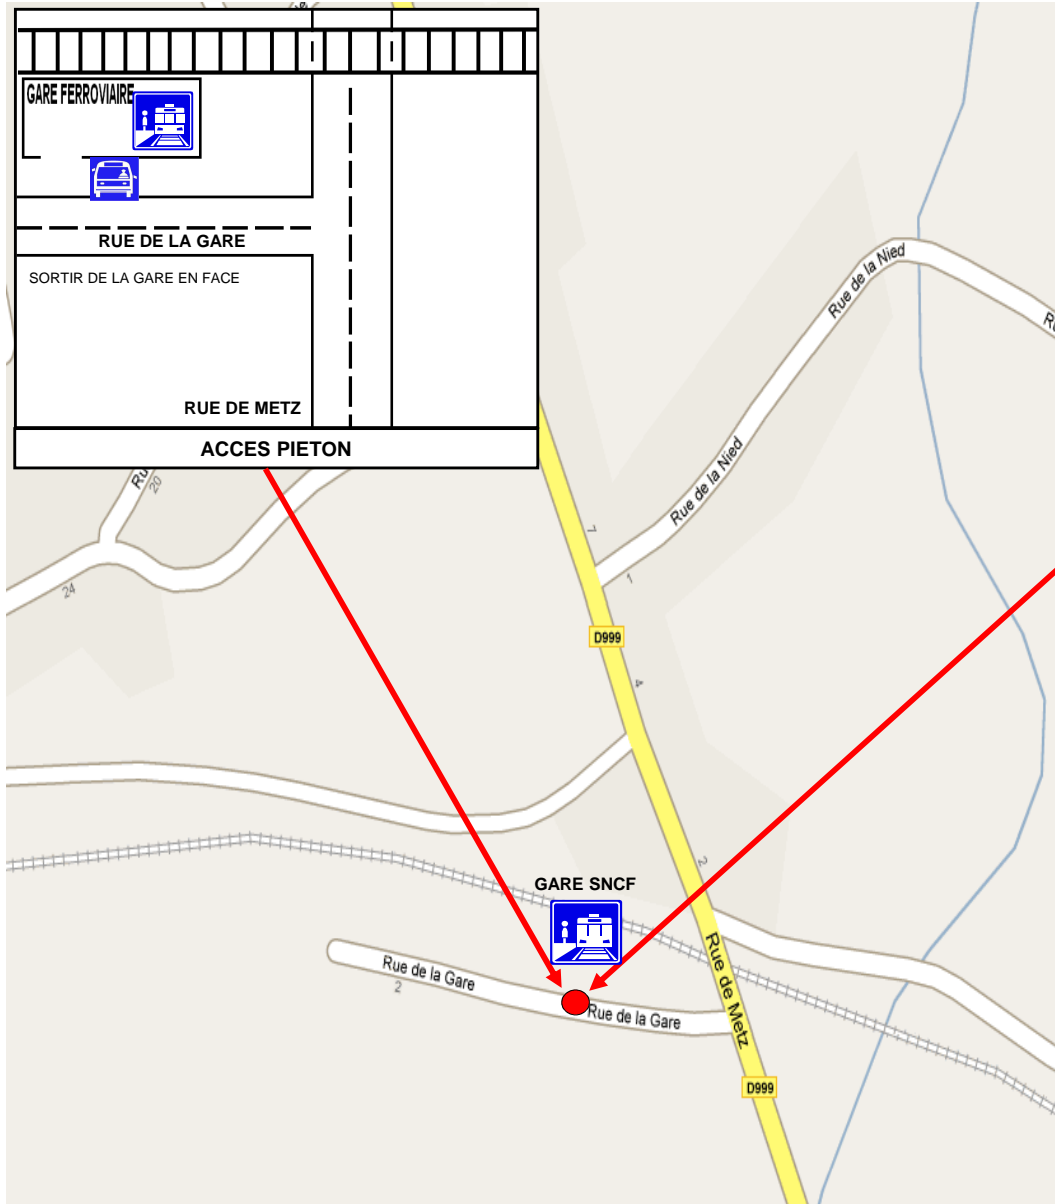 GARE FERROVIAIRE
RUE DE LA GARE
SORTIR DE LA GARE EN FACE
RUE DE METZ
ACCES PIETON
Rue de la Nied
Rue de la Nied
20
24
7
1
D999
4
2
GARE SNCF
Rue de la Gare
2
Rue de la Gare
Rue de Metz
D999